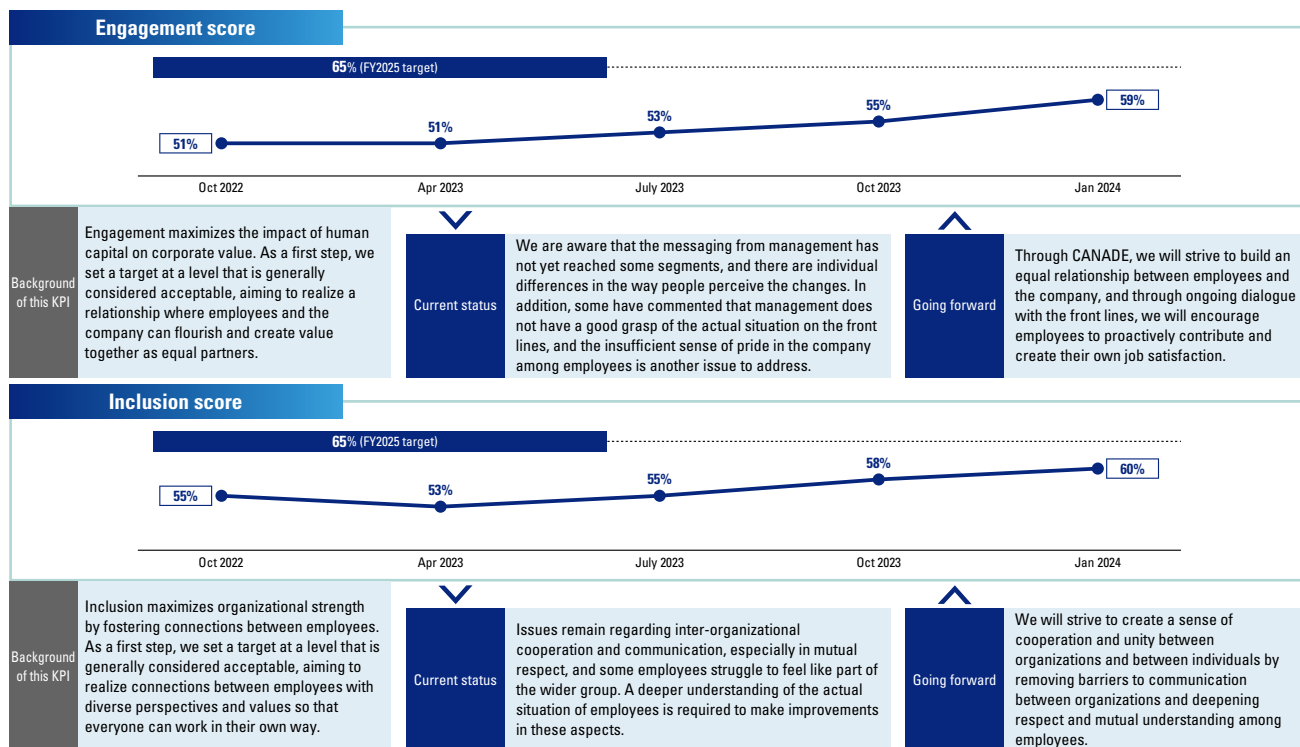 Engagement score
65% (FY2025 target)
51%
51%
53%
55%
59%
Oct 2022
Apr 2023
July 2023
Oct 2023
Jan 2024
Background
of this KPI
Engagement maximizes the impact of human
capital on corporate value. As a first step, we
set a target at a level that is generally
considered acceptable, aiming to realize a
relationship where employees and the
company can flourish and create value
together as equal partners.
Current status
We are aware that the messaging from management has
not yet reached some segments, and there are individual
differences in the way people perceive the changes. In
addition, some have commented that management does
not have a good grasp of the actual situation on the front
lines, and the insufficient sense of pride in the company
among employees is another issue to address.
Going forward
Through CANADE, we will strive to build an
equal relationship between employees and
the company, and through ongoing dialogue
with the front lines, we will encourage
employees to proactively contribute and
create their own job satisfaction.
Inclusion score
65% (FY2025 target)
55%
53%
55%
58%
60%
Oct 2022
Apr 2023
July 2023
Oct 2023
Jan 2024
Background
of this KPI
Inclusion maximizes organizational strength
by fostering connections between employees.
As a first step, we set a target at a level that is
generally considered acceptable, aiming to
realize connections between employees with
diverse perspectives and values so that
everyone can work in their own way.
Current status
Issues remain regarding inter-organizational
cooperation and communication, especially in mutual
respect, and some employees struggle to feel like part of
the wider group. A deeper understanding of the actual
situation of employees is required to make improvements
in these aspects.
Going forward
We will strive to create a sense of
cooperation and unity between
organizations and between individuals by
removing barriers to communication
between organizations and deepening
respect and mutual understanding among
employees.